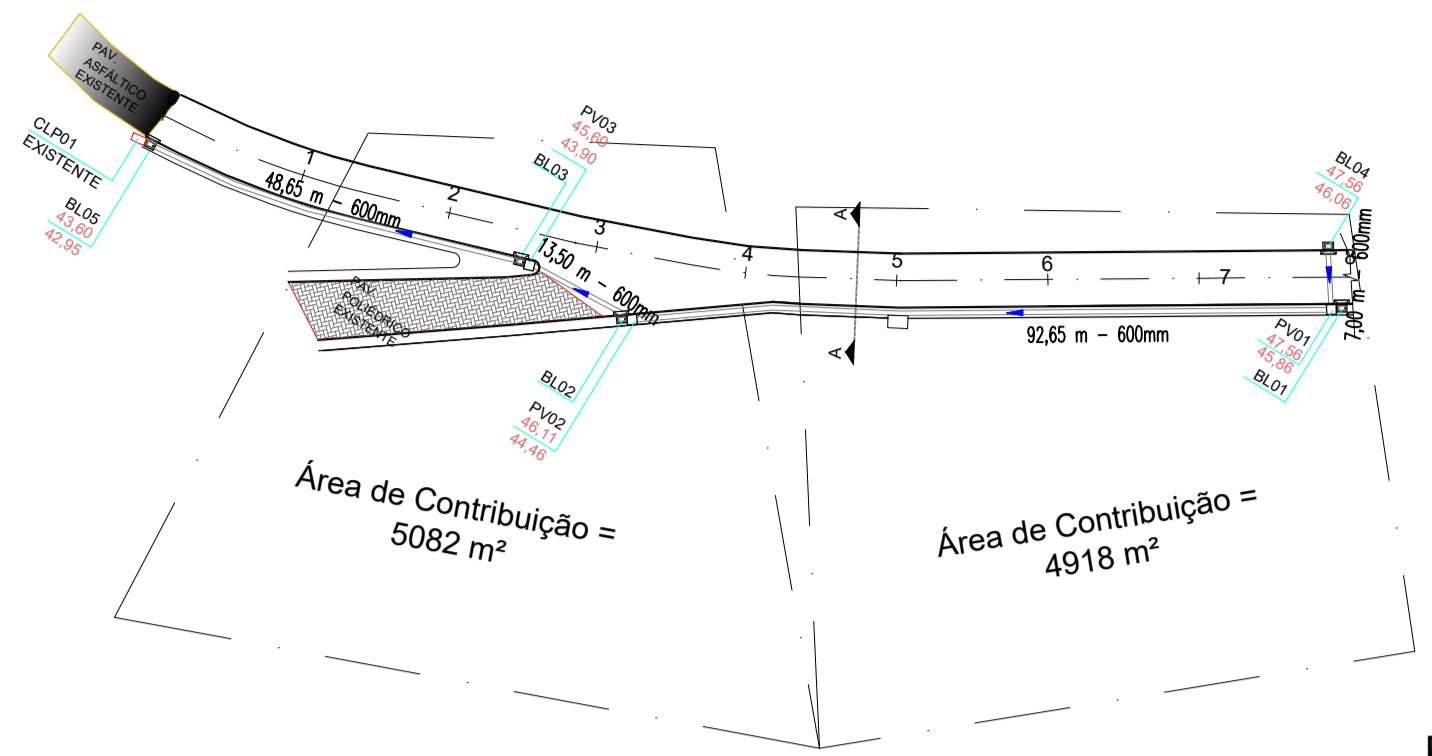 PAV.
ASFÁLTICO
EXISTENTE
CLP01
EXISTENTE
BL05
43,60
42,95
1
48,65 m - 600mm
2
PV03
45,60
43,90
BL03
3
13,50 m - 600mm
PAV.
POLIÉDRICO
EXISTENTE
BL02
PV02
46,11
44,46
4
A
A
5
6
7
92,65 m - 600mm
BL04
47,56
46,06
8
7,00 m - 600mm
PV01
47,56
45,86
BL01
Área de Contribuição =
5082 m²
Área de Contribuição =
4918 m²